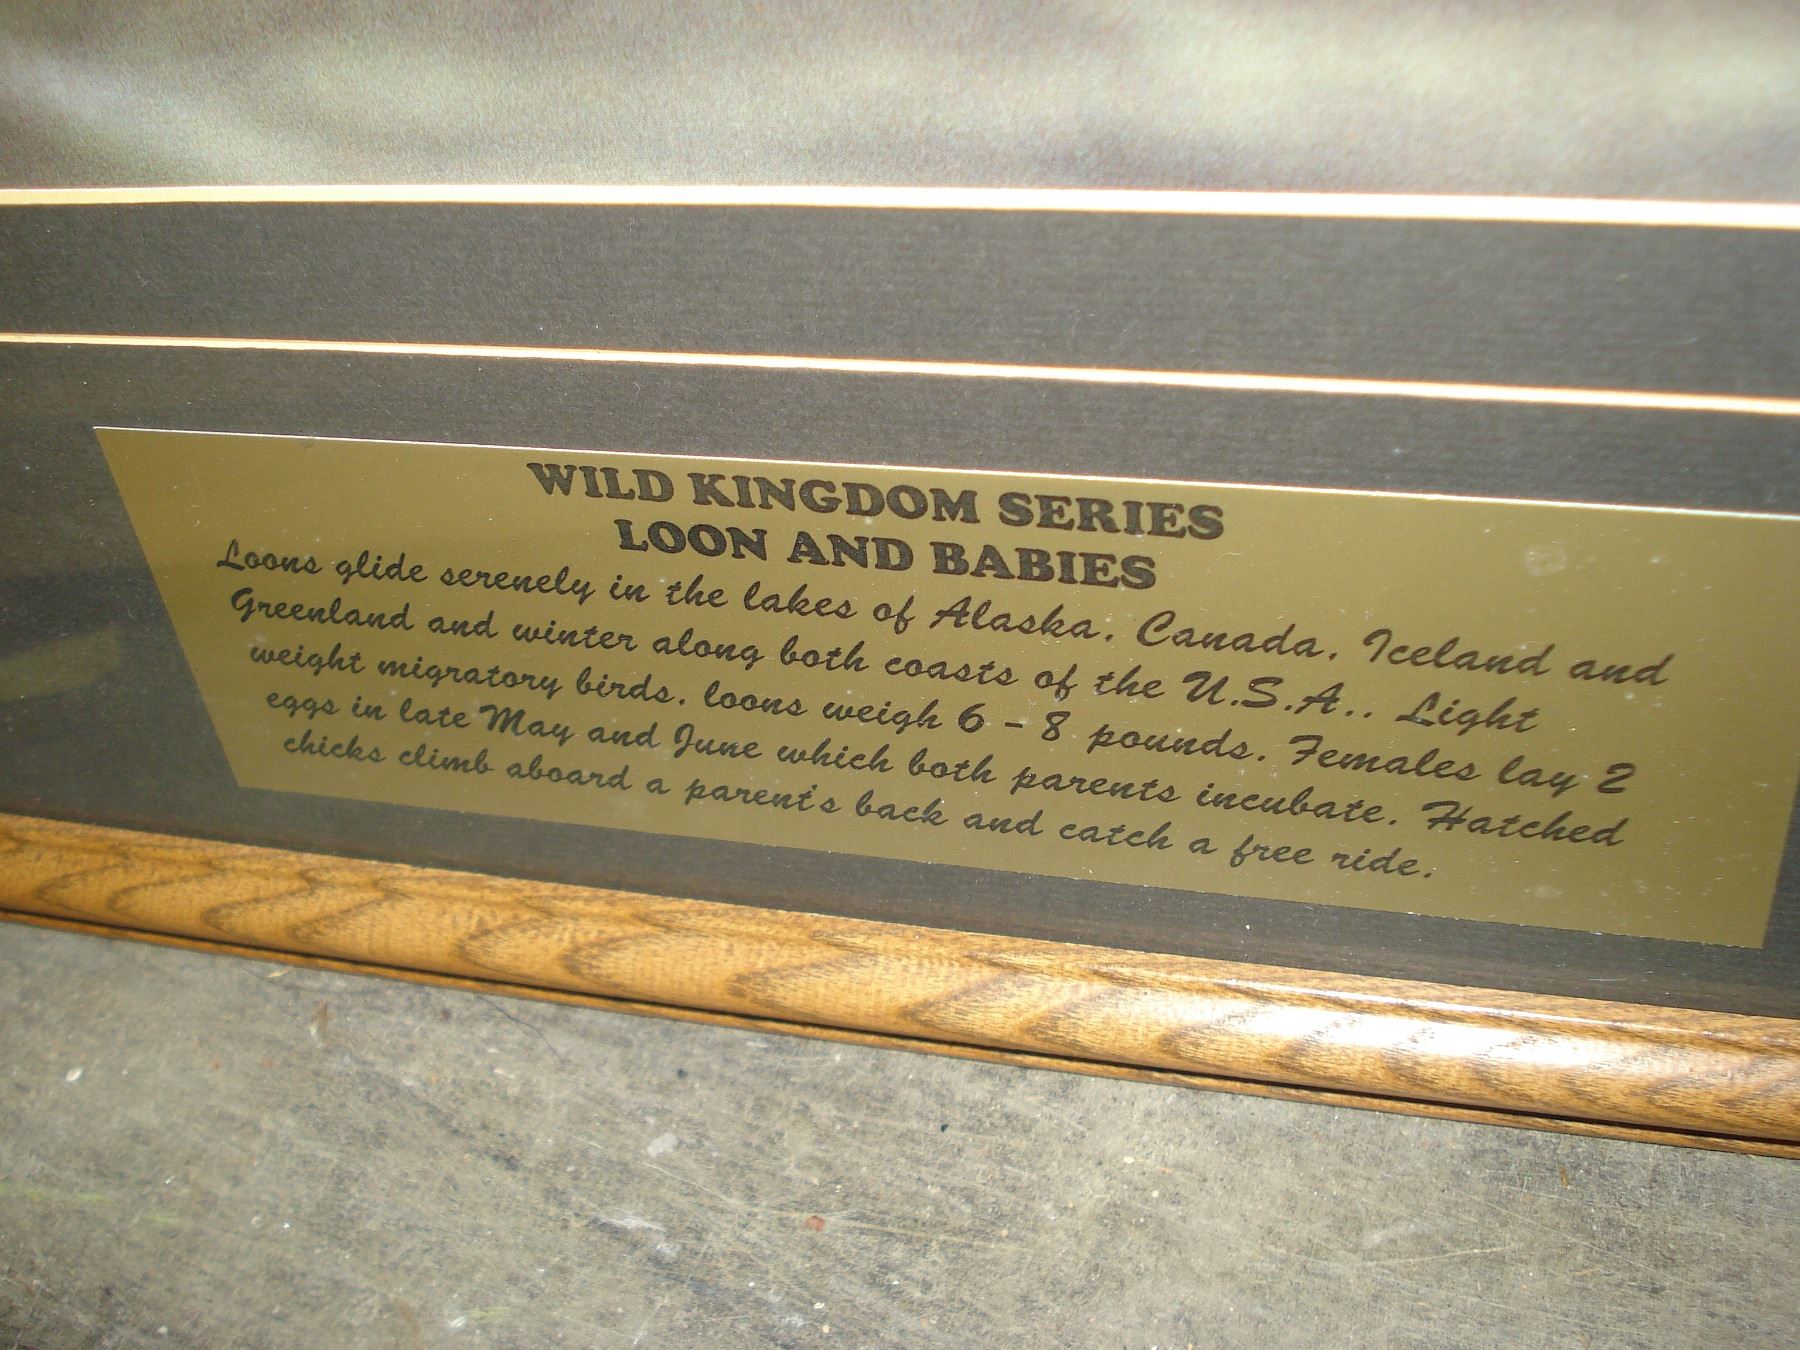 WILD KINGDOM SERIES
LOON AND BABIES
Loons glide serenely in the lakes of Alaska, Canada, Iceland and
Greenland and winter along both coasts of the U.S.A.. Light
weight migratory birds, loons weigh 6 - 8 pounds. Females lay 2
eggs in late May and June which both parents incubate. Hatched
chicks climb aboard a parent's back and catch a free ride.